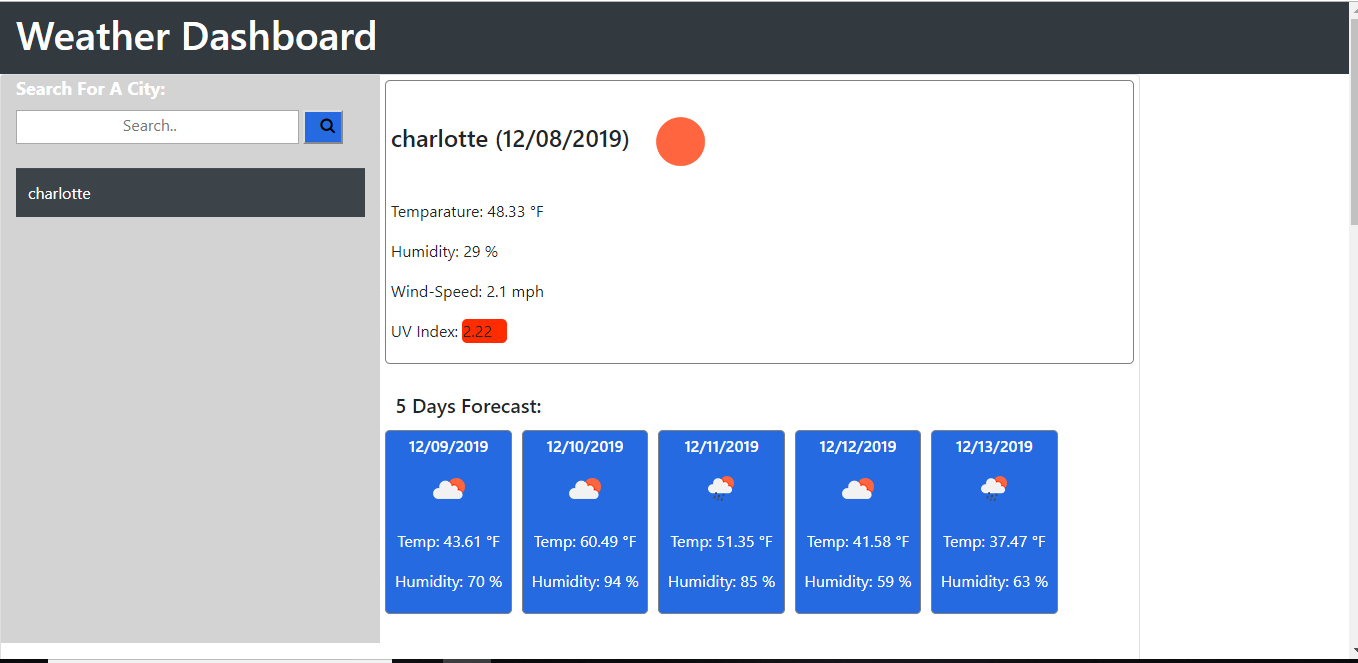 Weather Dashboard
Search For A City:
Search..
charlotte
charlotte (12/08/2019)
Temparature: 48.33 °F
Humidity: 29 %
Wind-Speed: 2.1 mph
UV Index: 2.22
5 Days Forecast:
12/09/2019 12/10/2019 12/11/2019 12/12/2019 12/13/2019
Temp: 43.61 °F Temp: 60.49 °F Temp: 51.35 °F Temp: 41.58 °F Temp: 37.47 °F
Humidity: 70 % Humidity: 94 % Humidity: 85 % Humidity: 59 % Humidity: 63 %